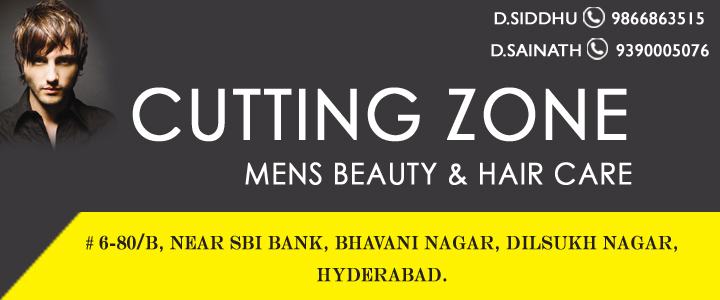 D.SIDDHU 9866863515
D.SAINATH 9390005076
CUTTING ZONE
MENS BEAUTY & HAIR CARE
# 6-80/B, NEAR SBI BANK, BHAVANI NAGAR, DILSUKH NAGAR,
HYDERABAD.